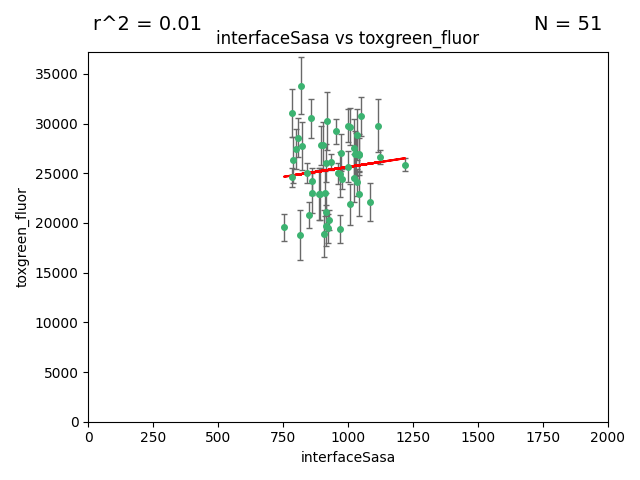 r^2 = 0.01
N = 51
interfaceSasa vs toxgreen_fluor
toxgreen_fluor
35000
30000
25000
20000
15000
10000
5000
0
0 250 500 750 1000 1250 1500 1750 2000
interfaceSasa